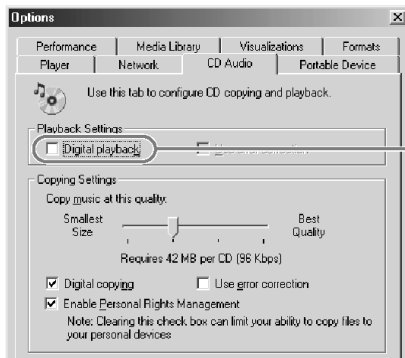 Options
Performance Media Library Visualizations Formats
Player Network CD Audio Portable Device
Use this tab to configure CD copying and playback.
Playback Settings
Digital playback
Copying Settings
Copy music at this quality:
Smallest Size Best Quality
Requires 42 MB per CD (96 Kbps)
Digital copying Use error correction
Enable Personal Rights Management
Note: Clearing this check box can limit your ability to copy files to
your personal devices